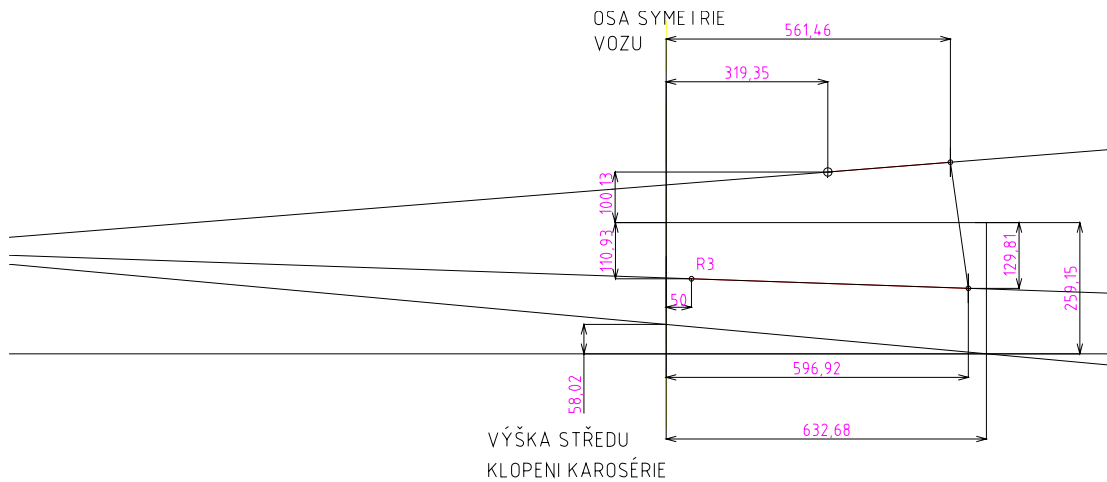 OSA SYMEIRIE
VOZU
561,46
319,35
100,13
110,93
129,81
259,15
R3
50
58,02
596,92
632,68
VÝŠKA STŘEDU
KLOPENI KAROSÉRIE